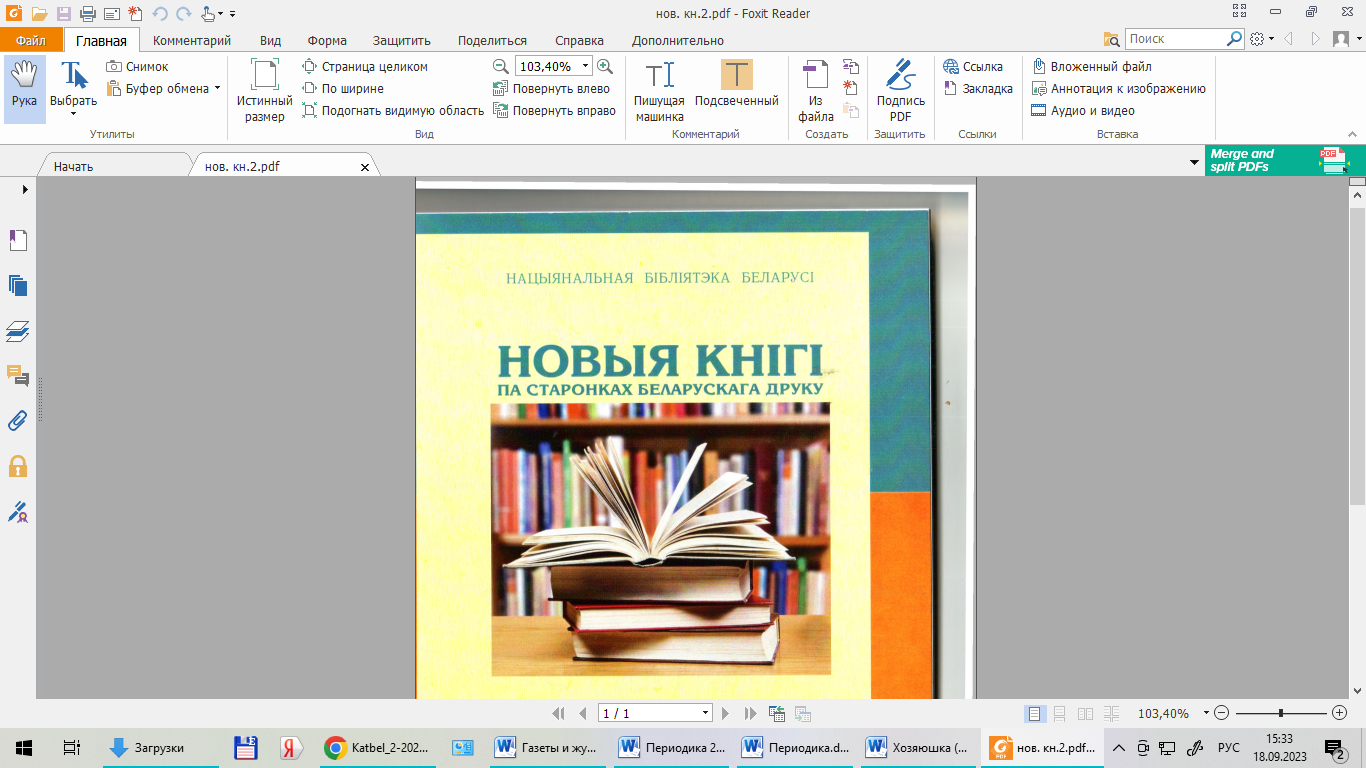 нов. кн.2.pdf - Foxit Reader
Файл Главная Комментарий Вид Форма Защитить Поделиться Справка Дополнительно
Поиск
Рука
Выбрать
Снимок
Буфер обмена
Утилиты
Истинный
размер
Страница целиком
По ширине
Подогнать видимую область
103,40%
Повернуть влево
Повернуть вправо
Вид
Пишущая
машинка
Подсвеченный
Комментарий
Из
файла
Создать
Подпись
PDF
Защитить
Ссылка
Закладка
Ссылки
Вложенный файл
Аннотация к изображению
Аудио и видео
Вставка
Начать
нов. кн.2.pdf
Merge and
split PDFs
PDF
НАЦЫЯНАЛЬНАЯ БІБЛІЯТЭКА БЕЛАРУСІ
НОВЫЯ КНІГІ
ПА СТАРОНКАХ БЕЛАРУСКАГА ДРУКУ
1 / 1
103,40%
Загрузки
Я
Katbel_2-202...
Газеты и жу...
Периодика 2...
Периодика.d...
Хозяюшка (...
нов. кн.2.pdf...
РУС
15:33
18.09.2023
2